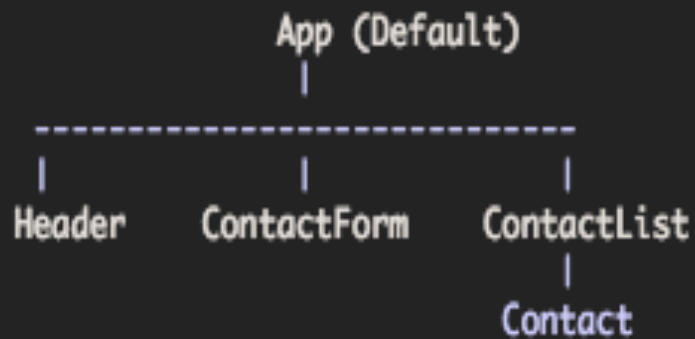 App (Default)
|
------------------------------
| | |
Header ContactForm ContactList
|
Contact